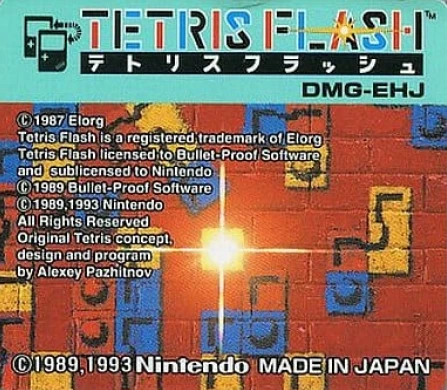 TETRIS FLASH™
テトリスフラッシュ
DMG-EHJ
©1987 Elorg
Tetris Flash is a registered trademark of Elorg
Tetris Flash licensed to Bullet-Proof Software
and sublicensed to Nintendo
©1989 Bullet-Proof Software
©1989,1993 Nintendo
All Rights Reserved
Original Tetris concept,
design and program
by Alexey Pazhitnov
©1989,1993 Nintendo MADE IN JAPAN